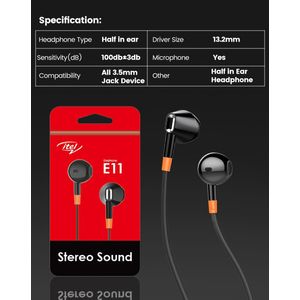 Specification:
Headphone Type Half in ear Driver Size 13.2mm
Sensitivity(dB) 100db±3db Microphone Yes
Compatibility All 3.5mm Jack Device Other Half in Ear Headphone
itel
Earphone
E11
Stereo Sound